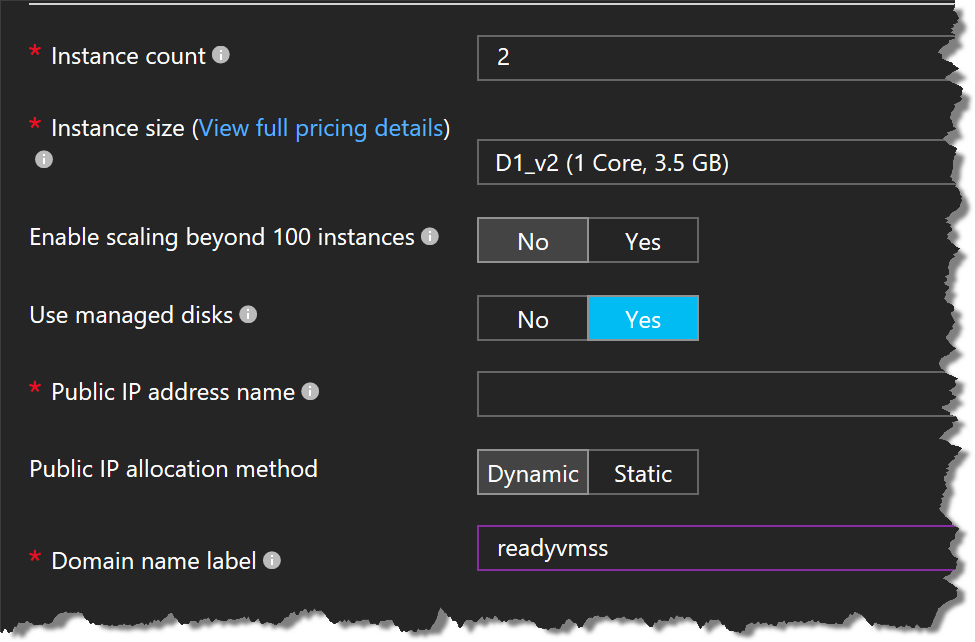 * Instance count i 2
* Instance size (View full pricing details)
i D1_v2 (1 Core, 3.5 GB)
Enable scaling beyond 100 instances i No Yes
Use managed disks i No Yes
* Public IP address name i
Public IP allocation method Dynamic Static
* Domain name label i readyvmss